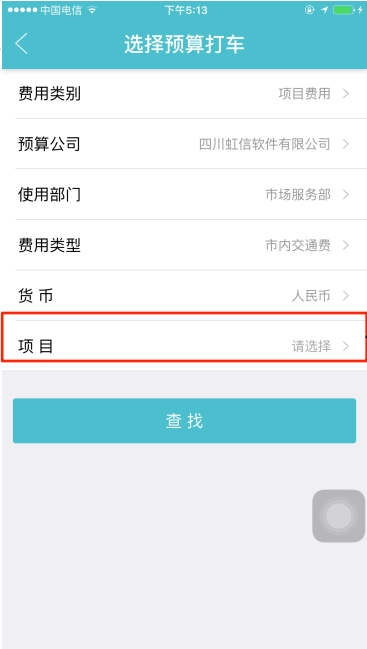 中国电信 下午5:13
选择预算打车
费用类别 项目费用
预算公司 四川虹信软件有限公司
使用部门 市场服务部
费用类型 市内交通费
货 币 人民币
项 目 请选择
查 找